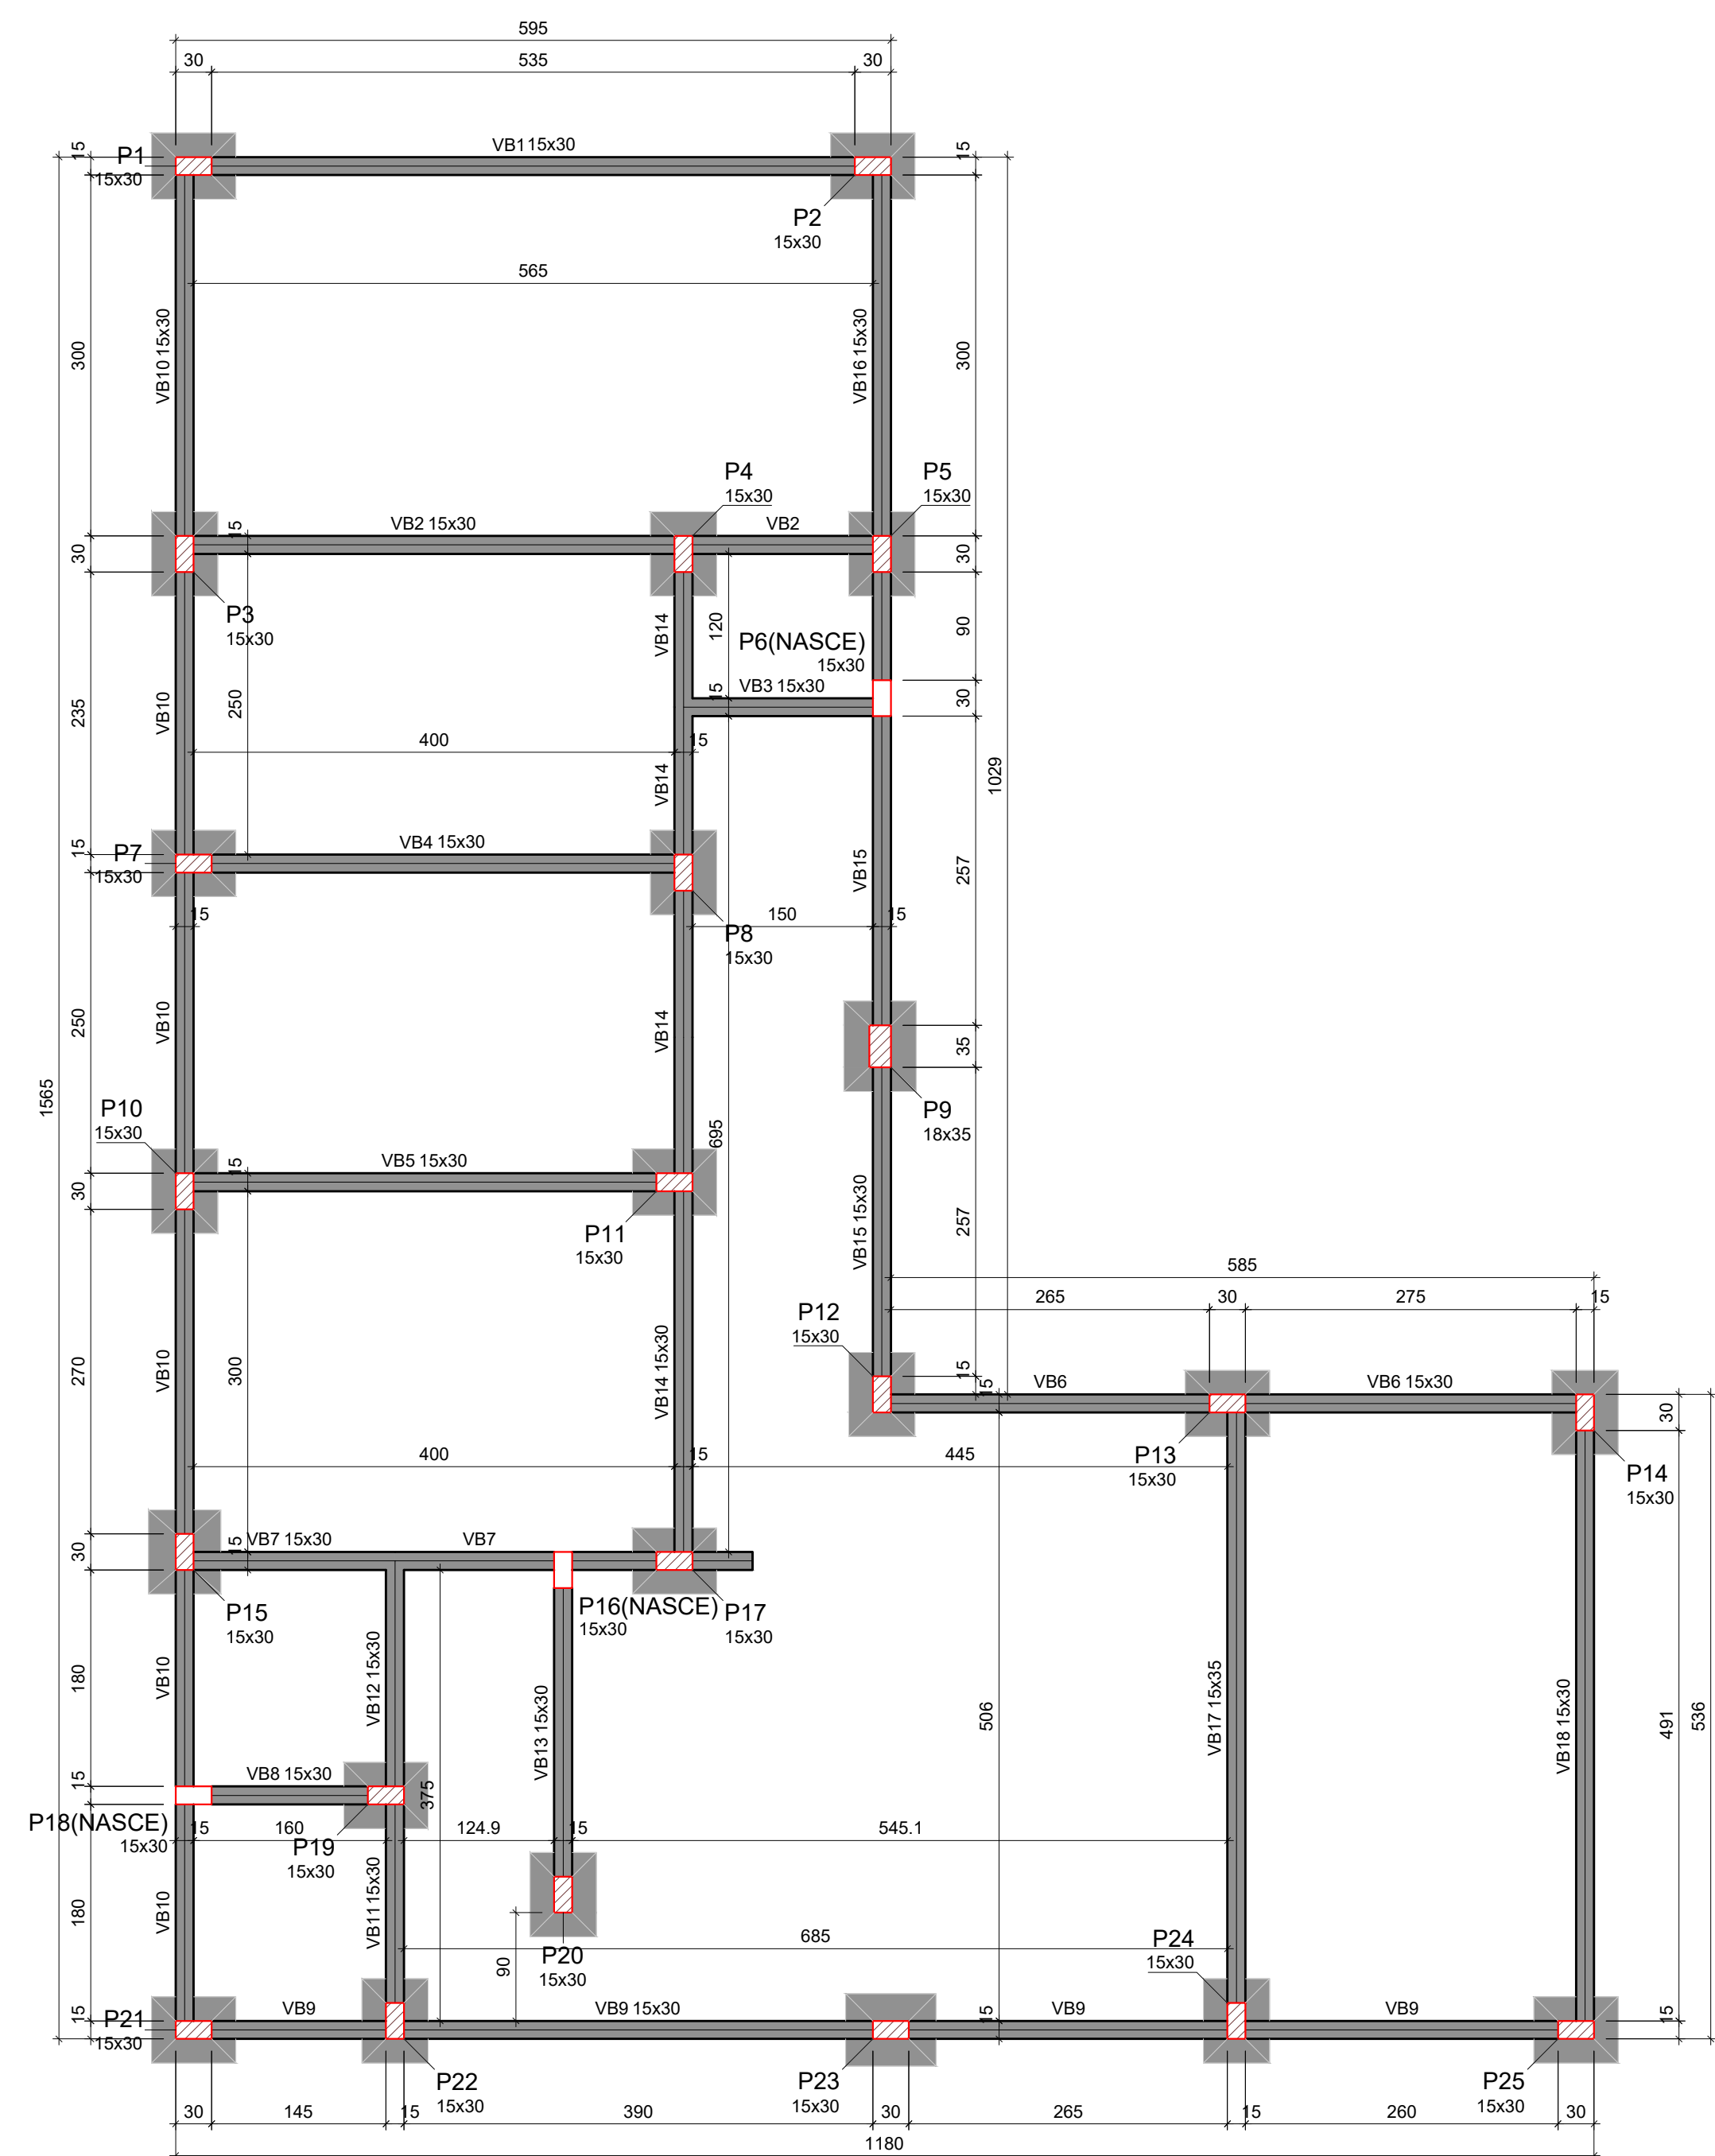 595
30 535 30
15 15
P1
15x30
VB115x30
P2
15x30
565
VB10 15x30
300
VB16 15x30
300
P4
15x30
P5
15x30
15
VB2 15x30
VB2
30
30
P3
15x30
VB14
120
90
P6(NASCE)
15x30
15
VB3 15x30
30
235
VB10
250
400
15
VB14
1029
VB15
257
15
P7
15x30
VB4 15x30
15
150
15
P8
15x30
250
VB10
VB14
35
1565
P9
18x35
P10
15x30
15
VB5 15x30
695
30
P11
15x30
VB15 15x30
257
585
265 30 275 15
P12
15x30
270
VB10
300
VB14 15x30
15
15
VB6
VB6 15x30
30
P13
15x30
P14
15x30
400
15
445
30
VB7 15x30
15
VB7
P15
15x30
P16(NASCE)
15x30
P17
15x30
180
VB10
VB12 15x30
VB13 15x30
506
VB17 15x35
VB18 15x30
491
536
15
VB8 15x30
375
P18(NASCE)
15x30
15
160
P19
15x30
124.9
15
545.1
180
VB10
VB11 15x30
685
P20
15x30
90
P24
15x30
15
P21
15x30
VB9
VB9 15x30
15
VB9
VB9
15
P22
15x30
P23
15x30
P25
15x30
30 145 15 390 30 265 15 260 30
1180